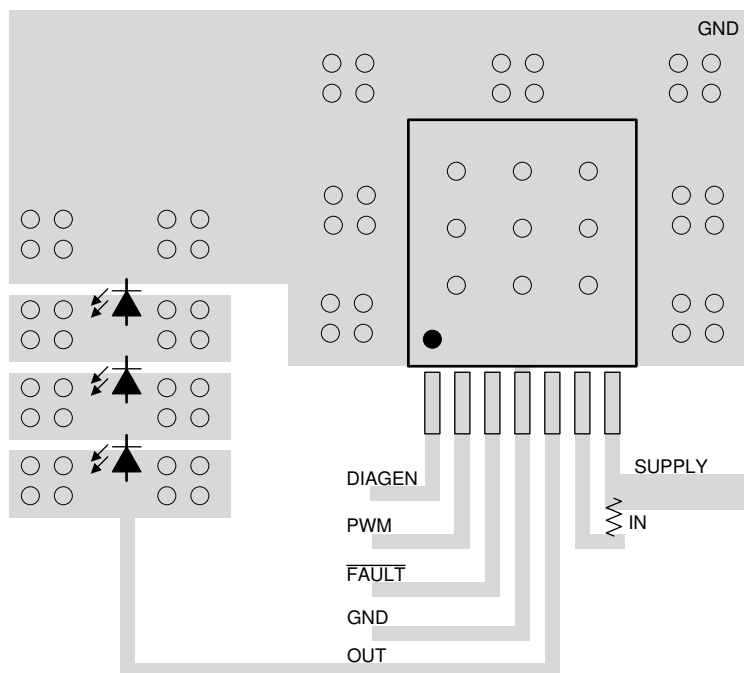 GND
DIAGEN
SUPPLY
PWM
IN
FAULT
GND
OUT